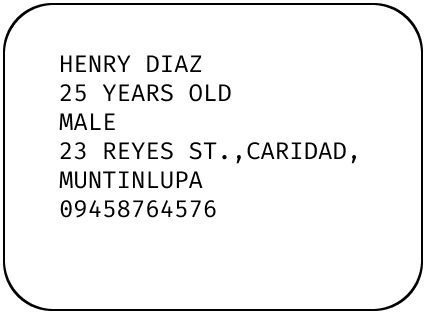 HENRY DIAZ
25 YEARS OLD
MALE
23 REYES ST.,CARIDAD,
MUNTINLUPA
09458764576